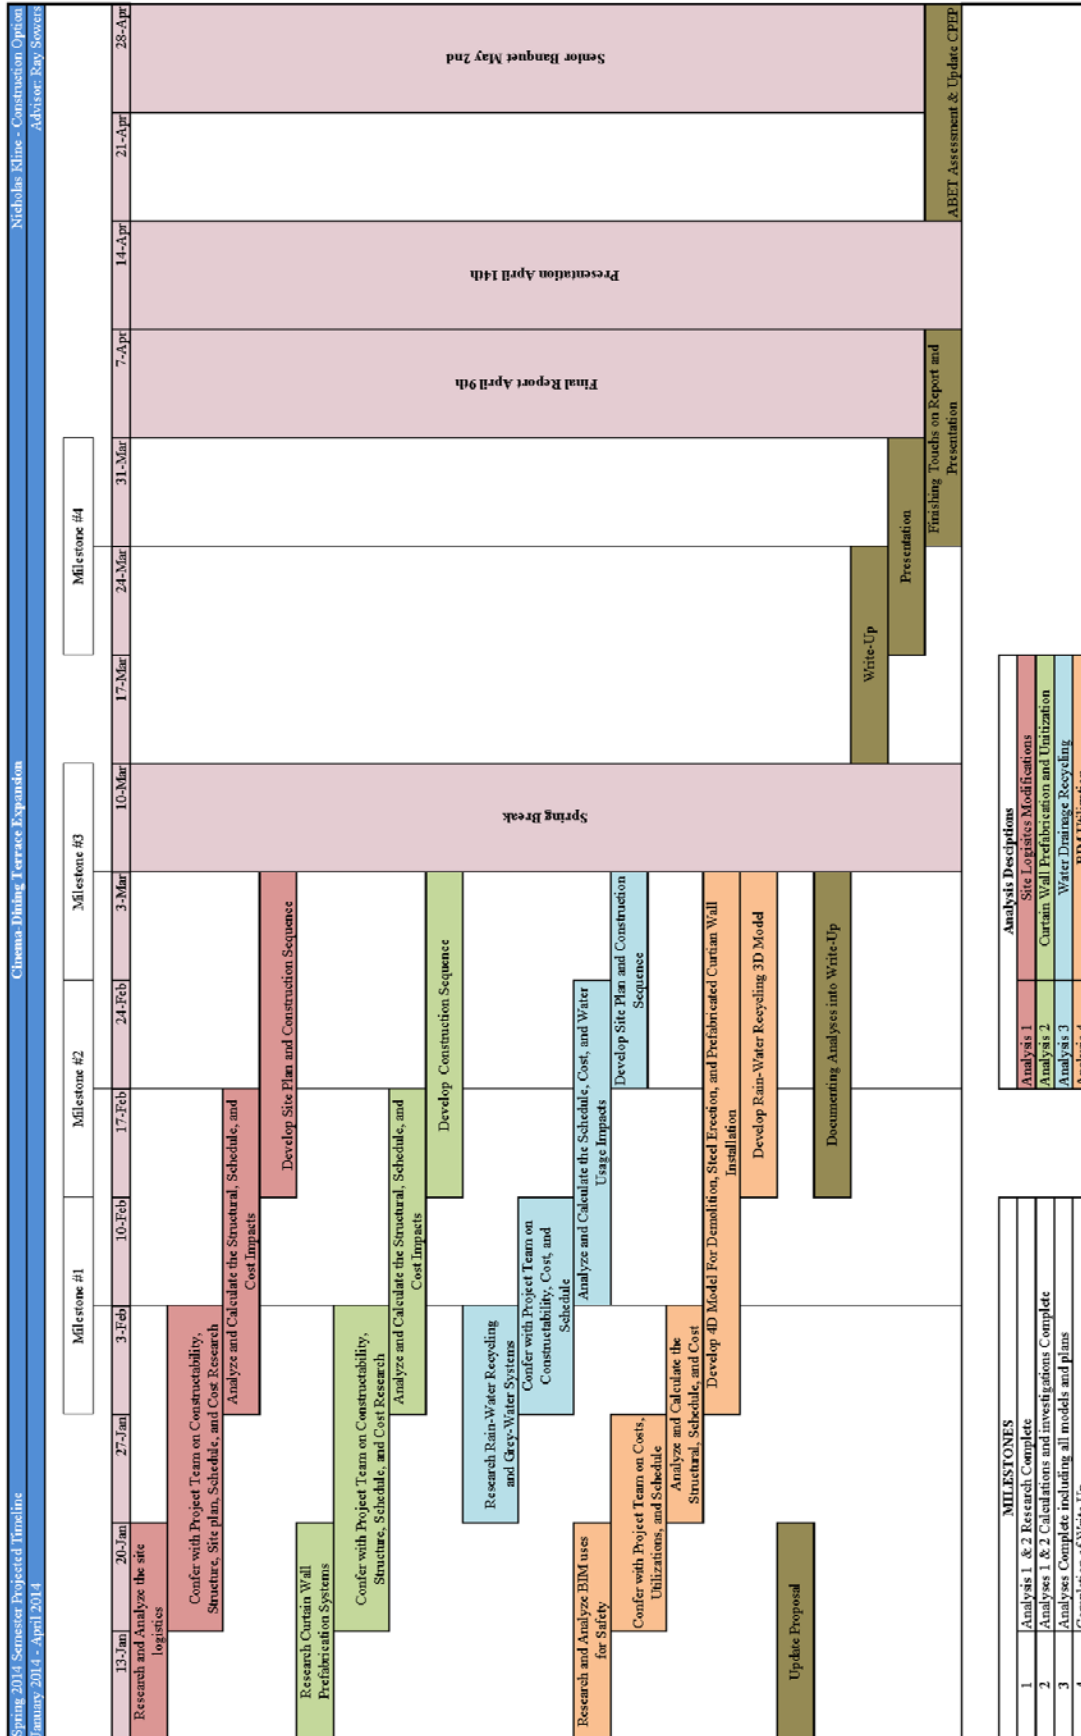 Spring 2014 Semester Projected Timeline
Cinema-Dining Terrace Expansion
Nicholas Kline - Construction Option
January 2014 - April 2014
Advisor: Ray Sowers
Milestone #1
Milestone #2
Milestone #3
Milestone #4
13-Jan
20-Jan
27-Jan
3-Feb
10-Feb
17-Feb
24-Feb
3-Mar
10-Mar
17-Mar
24-Mar
31-Mar
7-Apr
14-Apr
21-Apr
28-Apr
Research and Analyze the site
logistics
Confer with Project Team on Constructability,
Structure, Site plan, Schedule, and Cost Research
Analyze and Calculate the Structural, Schedule, and
Cost Impacts
Develop Site Plan and Construction Sequence
Research Curtain Wall
Prefabrication Systems
Confer with Project Team on Constructability,
Structure, Schedule, and Cost Research
Analyze and Calculate the Structural, Schedule, and
Cost Impacts
Develop Construction Sequence
Research Rain-Water Recycling
and Grey-Water Systems
Confer with Project Team on
Constructability, Cost, and
Schedule
Analyze and Calculate the Schedule, Cost, and Water
Usage Impacts
Develop Site Plan and Construction
Sequence
Research and Analyze BIM uses
for Safety
Confer with Project Team on Costs,
Utilizations, and Schedule
Analyze and Calculate the
Structural, Schedule, and Cost
Develop 4D Model For Demolition, Steel Erection, and Prefabricated Curtian Wall
Installation
Develop Rain-Water Recycling 3D Model
Update Proposal
Documenting Analyses into Write-Up
Write-Up
Presentation
Finishing Touchs on Report and
Presentation
ABET Assessment & Update CPEP
Spring Break
Final Report April 9th
Presentation April 14th
Senior Banquet May 2nd
MILESTONES
1 Analysis 1 & 2 Research Complete
2 Analyses 1 & 2 Calculations and investigations Complete
3 Analyses Complete including all models and plans
Analysis Desciptions
Analysis 1 Site Logisitcs Modifications
Analysis 2 Curtain Wall Prefabrication and Unitization
Analysis 3 Water Drainage Recycling